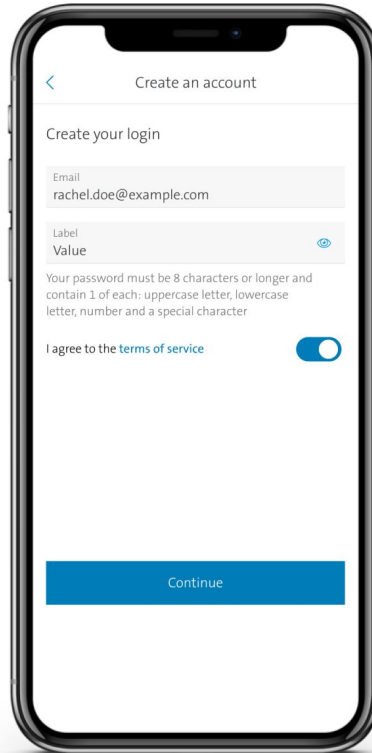 Create an account
Create your login
Email
rachel.doe@example.com
Label
Value
Your password must be 8 characters or longer and
contain 1 of each: uppercase letter, lowercase
letter, number and a special character
I agree to the terms of service
Continue